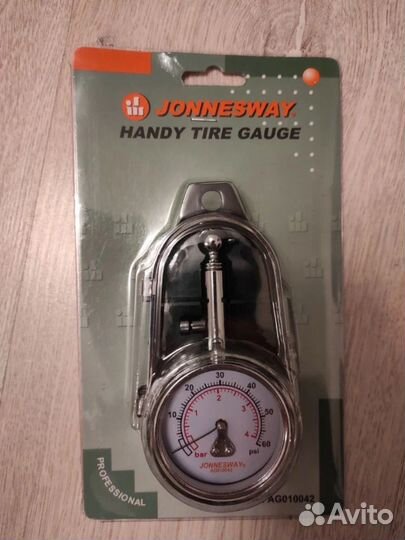 JONNESWAY
HANDY TIRE GAUGE
30
20
40
2
10
1
3
50
4
60
bar
psi
JONNESWAY®
AG010042
PROFESSIONAL
AG010042
Avito